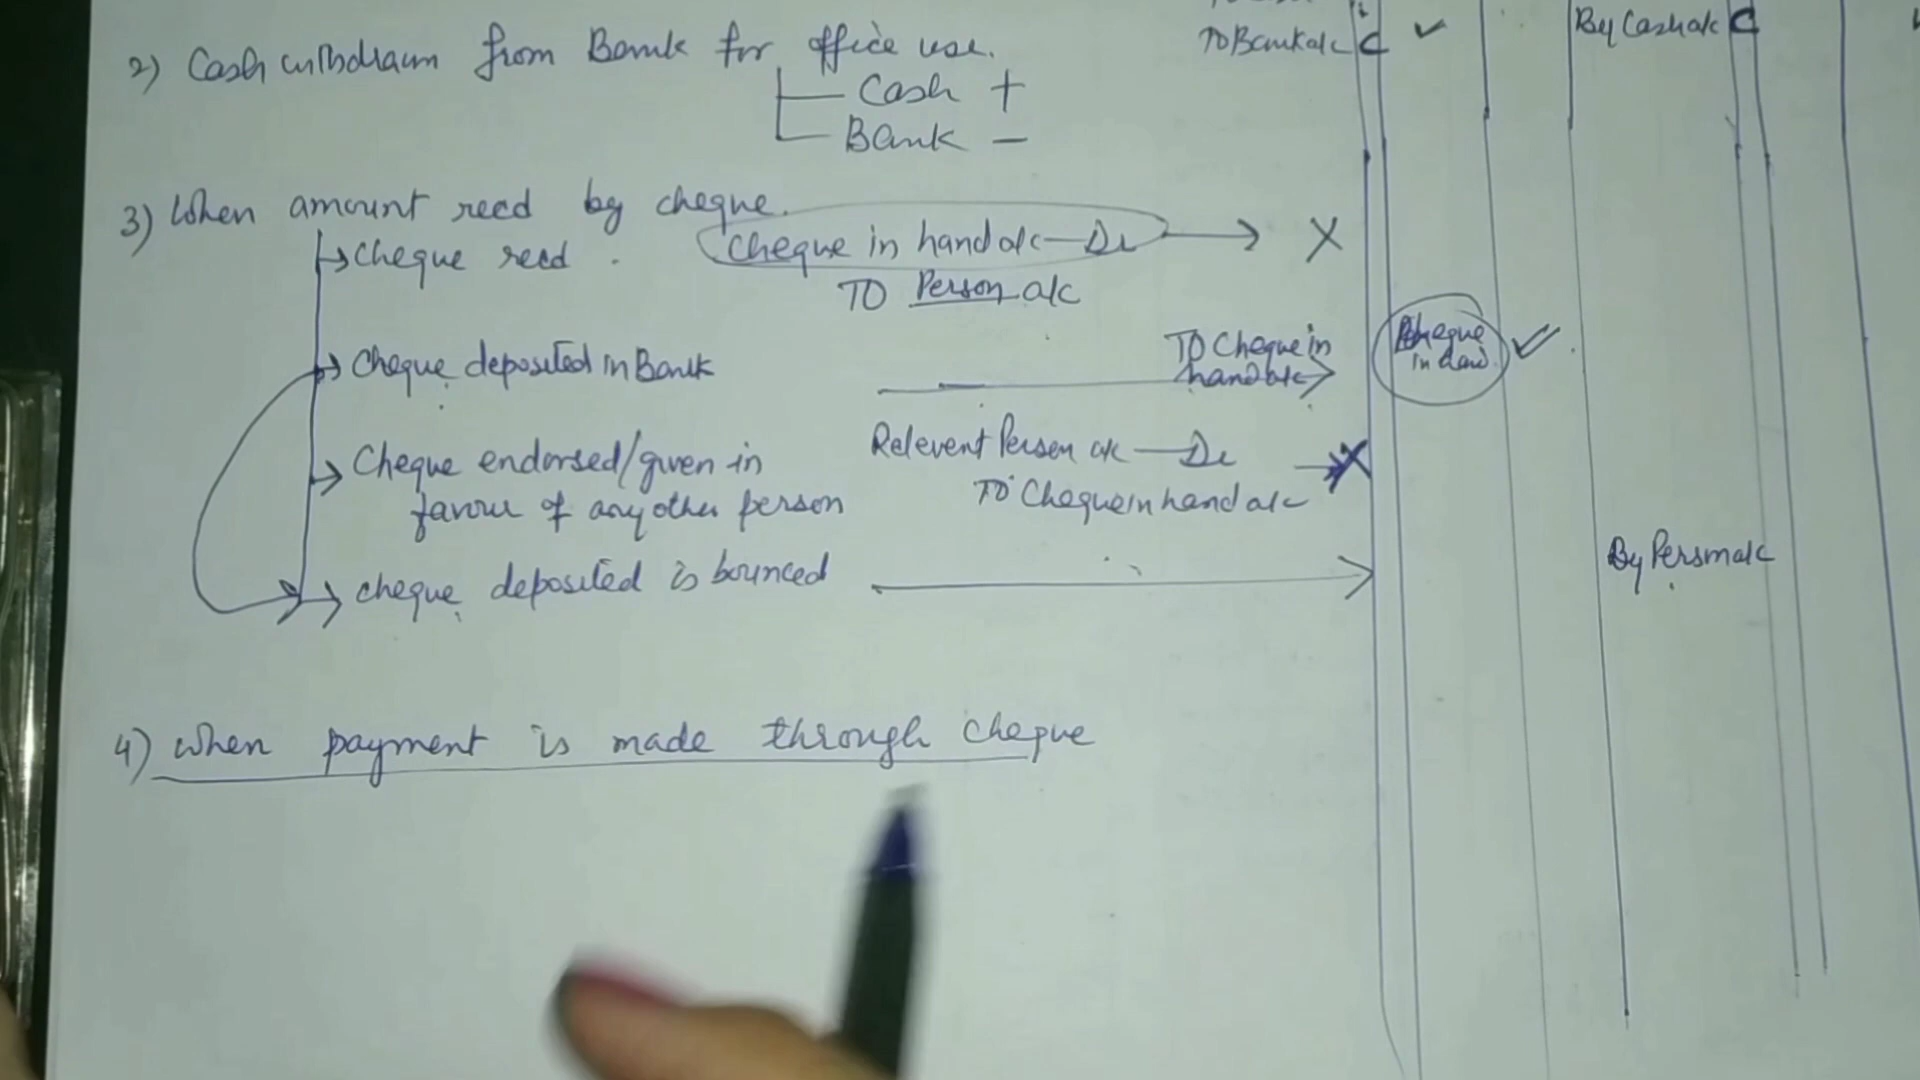 2) Cash withdrawn from Bank for office use.
Cash +
Bank -
TO Bank a/c C ✓
By Cash a/c C
3) When amount recd by cheque.
Cheque recd.
Cheque in hand a/c - Dr → X
TO Person a/c
Cheque deposited in Bank
TO Cheque in
hand a/c
Cheque
in hand ✓
Cheque endorsed/given in
favour of any other person
Relevent Person a/c - Dr → X
TO Cheque in hand a/c
cheque deposited is bounced
By Person a/c
4) When payment is made through cheque